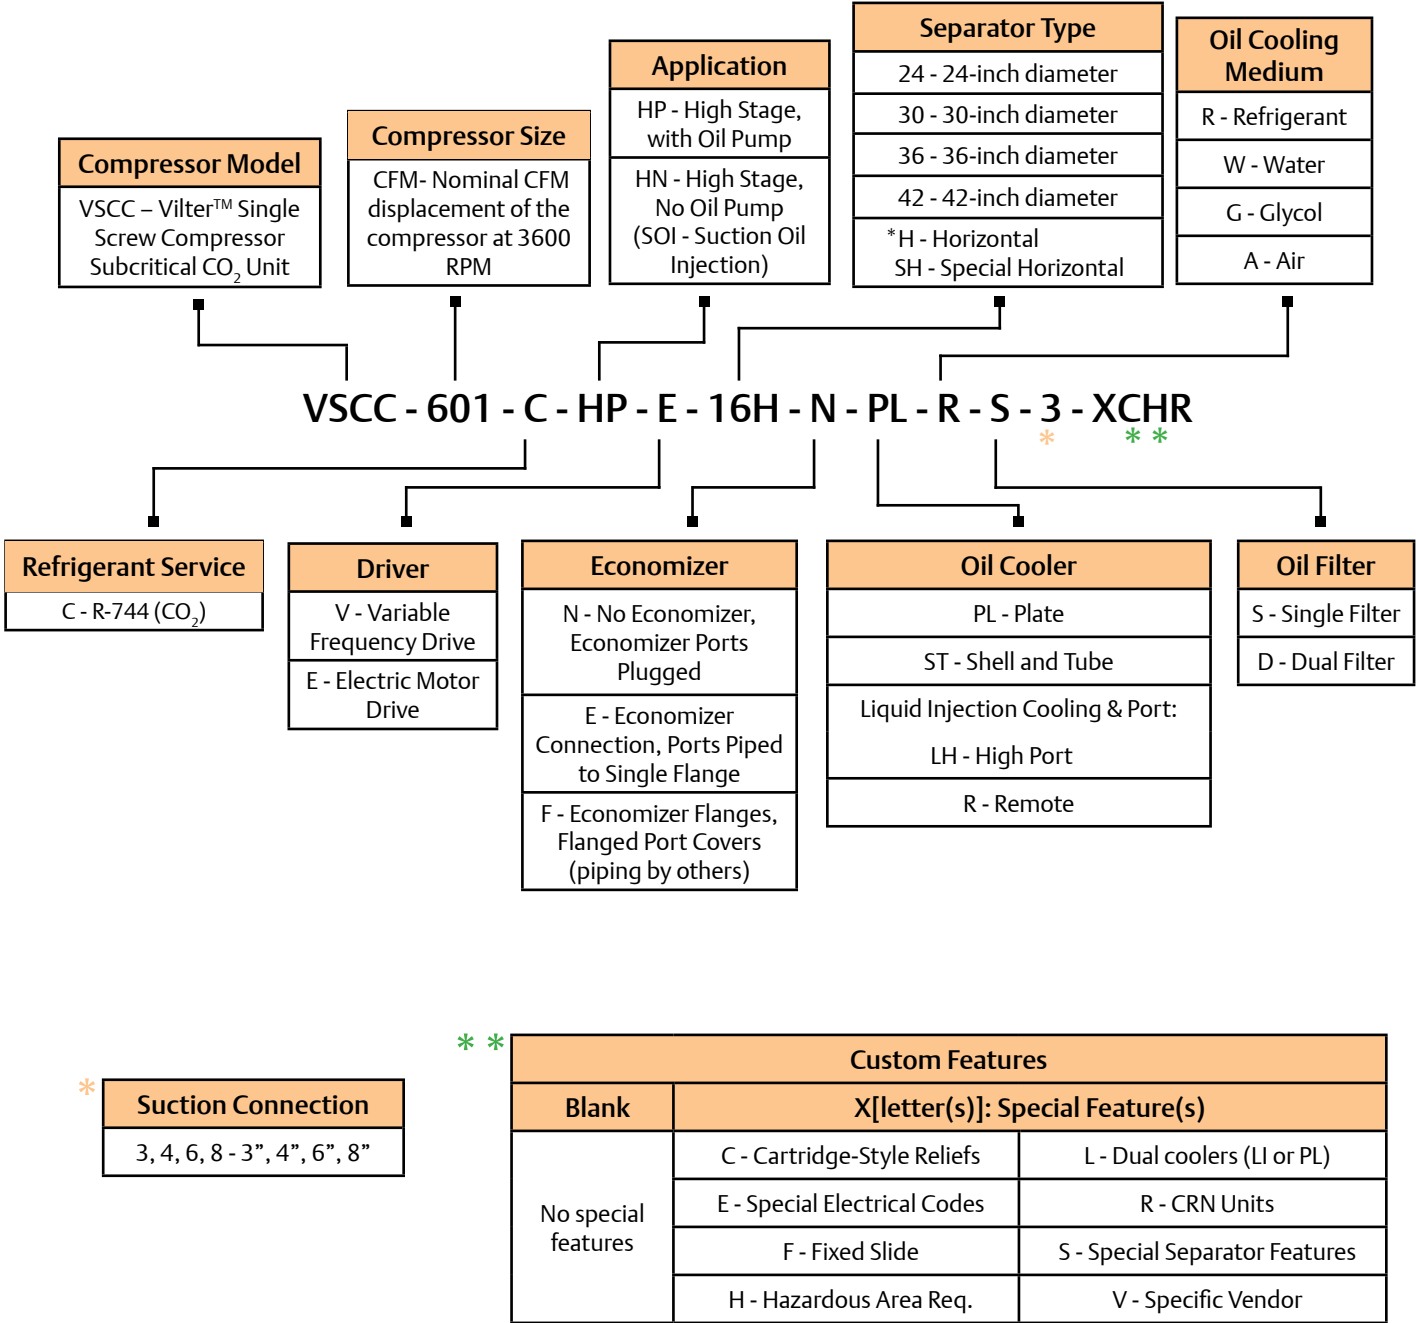 Compressor Model
VSCC – Vilter™ Single
Screw Compressor
Subcritical CO₂ Unit
Compressor Size
CFM- Nominal CFM
displacement of the
compressor at 3600
RPM
Application
HP - High Stage,
with Oil Pump
HN - High Stage,
No Oil Pump
(SOI - Suction Oil
Injection)
Separator Type
24 - 24-inch diameter
30 - 30-inch diameter
36 - 36-inch diameter
42 - 42-inch diameter
*H - Horizontal
SH - Special Horizontal
Oil Cooling
Medium
R - Refrigerant
W - Water
G - Glycol
A - Air
VSCC - 601 - C - HP - E - 16H - N - PL - R - S - 3 - XCHR
* * *
Refrigerant Service
C - R-744 (CO₂)
Driver
V - Variable
Frequency Drive
E - Electric Motor
Drive
Economizer
N - No Economizer,
Economizer Ports
Plugged
E - Economizer
Connection, Ports Piped
to Single Flange
F - Economizer Flanges,
Flanged Port Covers
(piping by others)
Oil Cooler
PL - Plate
ST - Shell and Tube
Liquid Injection Cooling & Port:
LH - High Port
R - Remote
Oil Filter
S - Single Filter
D - Dual Filter
* Suction Connection
3, 4, 6, 8 - 3”, 4”, 6”, 8”
* * Custom Features
Blank
X[letter(s)]: Special Feature(s)
No special
features
C - Cartridge-Style Reliefs
L - Dual coolers (LI or PL)
E - Special Electrical Codes
R - CRN Units
F - Fixed Slide
S - Special Separator Features
H - Hazardous Area Req.
V - Specific Vendor